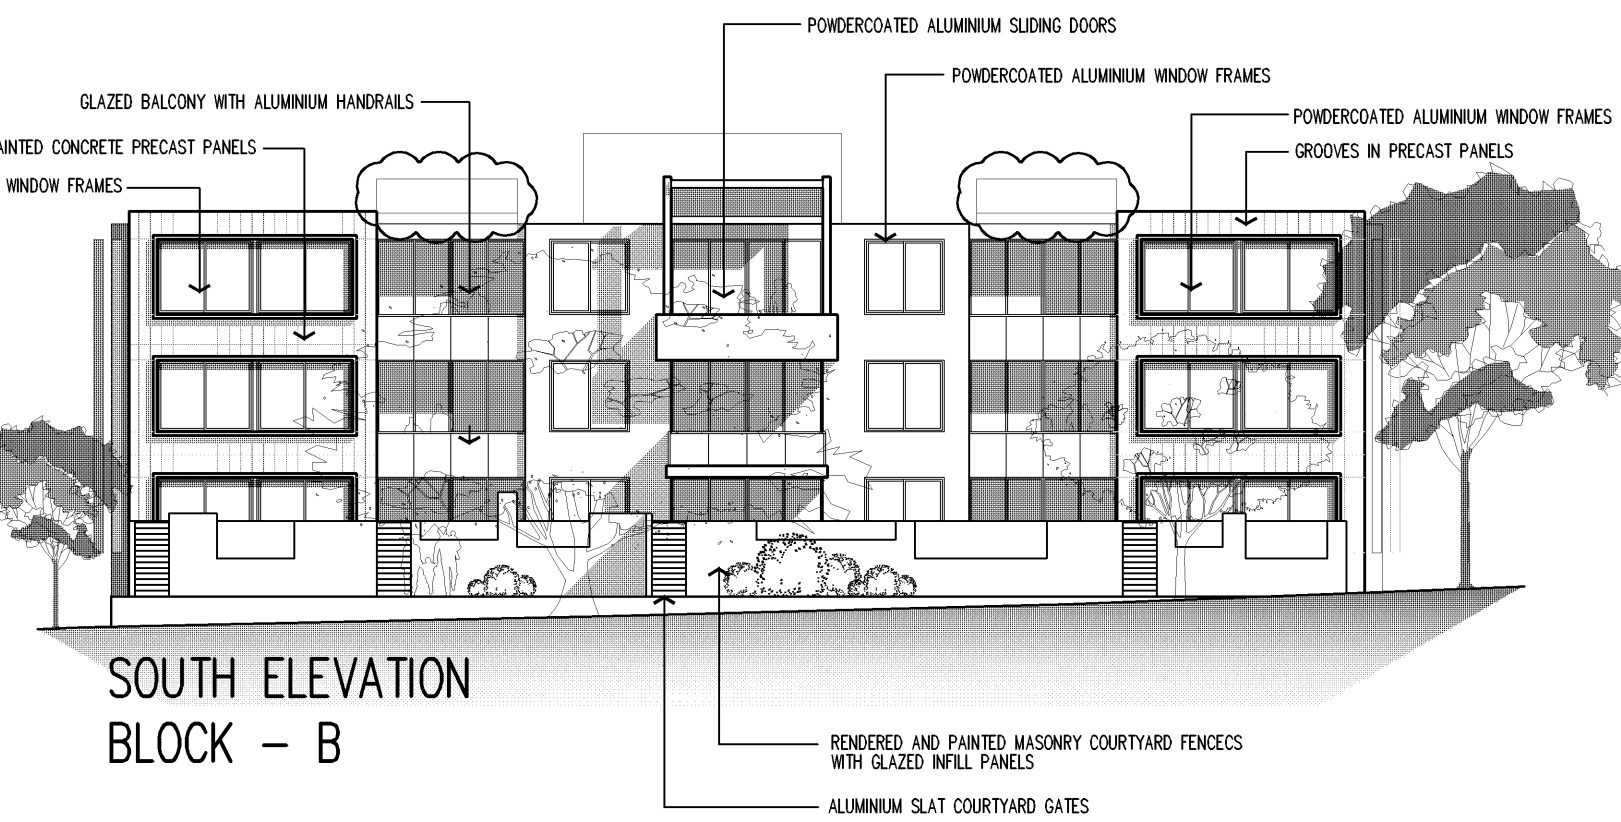 POWDERCOATED ALUMINIUM SLIDING DOORS
POWDERCOATED ALUMINIUM WINDOW FRAMES
GLAZED BALCONY WITH ALUMINIUM HANDRAILS
POWDERCOATED ALUMINIUM WINDOW FRAMES
AINTED CONCRETE PRECAST PANELS
GROOVES IN PRECAST PANELS
WINDOW FRAMES
SOUTH ELEVATION
BLOCK - B
RENDERED AND PAINTED MASONRY COURTYARD FENCECS
WITH GLAZED INFILL PANELS
ALUMINIUM SLAT COURTYARD GATES